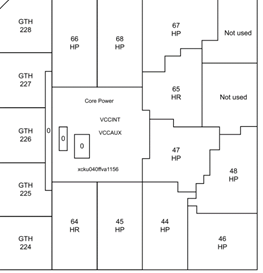 GTH
228
66
HP
68
HP
67
HP
Not used
GTH
227
65
HR
Not used
Core Power
VCCINT
VCCAUX
0
0
0
GTH
226
47
HP
xcku040ffva1156
48
HP
GTH
225
64
HR
45
HP
44
HP
46
HP
GTH
224